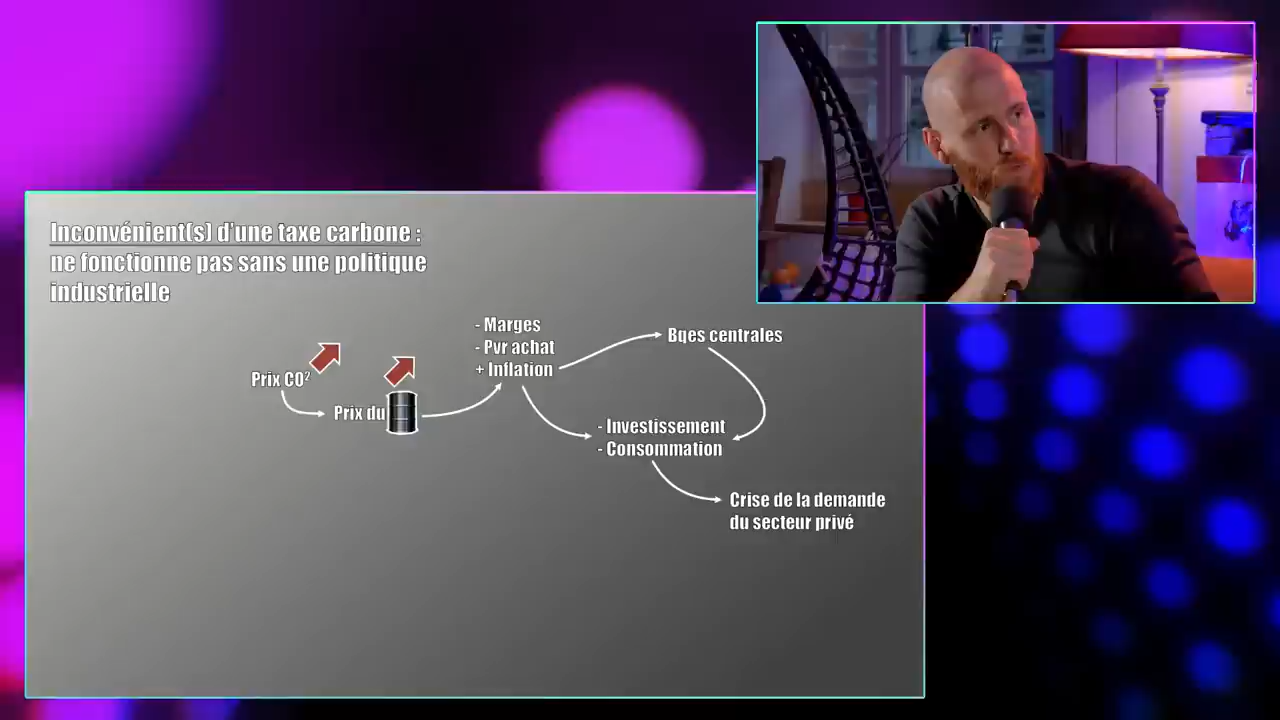 Inconvénient(s) d'une taxe carbone :
ne fonctionne pas sans une politique
industrielle
- Marges
- Pvr achat
+ Inflation
Bqes centrales
Prix CO²
Prix du
- Investissement
- Consommation
Crise de la demande
du secteur privé